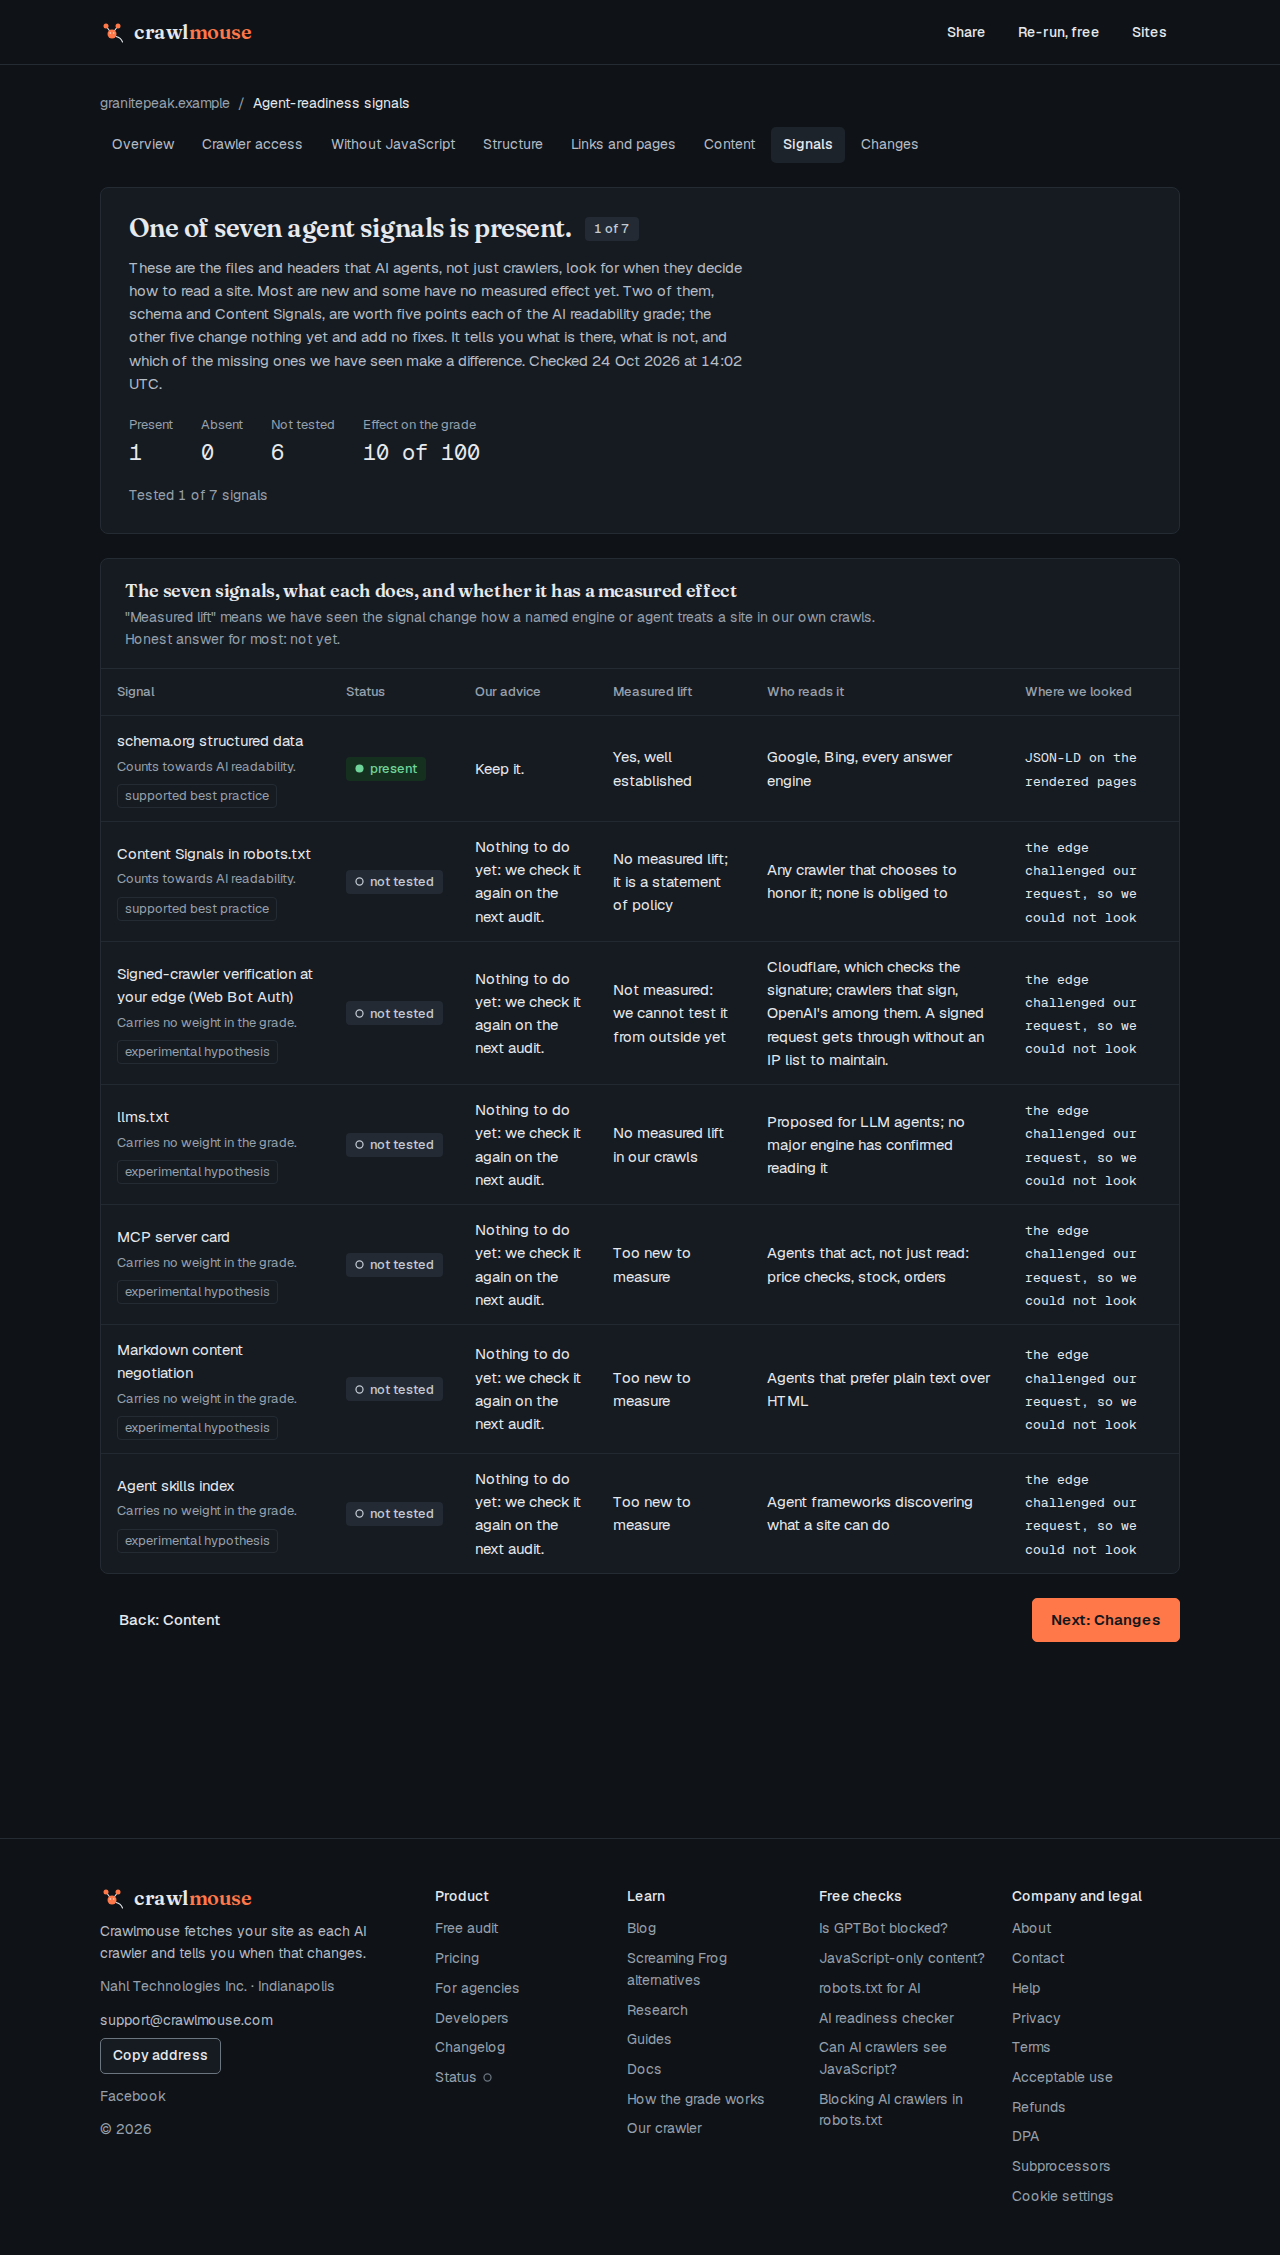 crawlmouse
Share Re-run, free Sites
granitepeak.example / Agent-readiness signals
Overview Crawler access Without JavaScript Structure Links and pages Content Signals Changes
One of seven agent signals is present. 1 of 7
These are the files and headers that AI agents, not just crawlers, look for when they decide
how to read a site. Most are new and some have no measured effect yet. Two of them,
schema and Content Signals, are worth five points each of the AI readability grade; the
other five change nothing yet and add no fixes. It tells you what is there, what is not, and
which of the missing ones we have seen make a difference. Checked 24 Oct 2026 at 14:02
UTC.
Present Absent Not tested Effect on the grade
1 0 6 10 of 100
Tested 1 of 7 signals
The seven signals, what each does, and whether it has a measured effect
"Measured lift" means we have seen the signal change how a named engine or agent treats a site in our own crawls.
Honest answer for most: not yet.
Signal Status Our advice Measured lift Who reads it Where we looked
schema.org structured data
Counts towards AI readability.
supported best practice
present
Keep it.
Yes, well
established
Google, Bing, every answer
engine
JSON-LD on the
rendered pages
Content Signals in robots.txt
Counts towards AI readability.
supported best practice
not tested
Nothing to do
yet: we check it
again on the
next audit.
No measured lift;
it is a statement
of policy
Any crawler that chooses to
honor it; none is obliged to
the edge
challenged our
request, so we
could not look
Signed-crawler verification at
your edge (Web Bot Auth)
Carries no weight in the grade.
experimental hypothesis
not tested
Nothing to do
yet: we check it
again on the
next audit.
Not measured:
we cannot test it
from outside yet
Cloudflare, which checks the
signature; crawlers that sign,
OpenAI's among them. A signed
request gets through without an
IP list to maintain.
the edge
challenged our
request, so we
could not look
llms.txt
Carries no weight in the grade.
experimental hypothesis
not tested
Nothing to do
yet: we check it
again on the
next audit.
No measured lift
in our crawls
Proposed for LLM agents; no
major engine has confirmed
reading it
the edge
challenged our
request, so we
could not look
MCP server card
Carries no weight in the grade.
experimental hypothesis
not tested
Nothing to do
yet: we check it
again on the
next audit.
Too new to
measure
Agents that act, not just read:
price checks, stock, orders
the edge
challenged our
request, so we
could not look
Markdown content
negotiation
Carries no weight in the grade.
experimental hypothesis
not tested
Nothing to do
yet: we check it
again on the
next audit.
Too new to
measure
Agents that prefer plain text over
HTML
the edge
challenged our
request, so we
could not look
Agent skills index
Carries no weight in the grade.
experimental hypothesis
not tested
Nothing to do
yet: we check it
again on the
next audit.
Too new to
measure
Agent frameworks discovering
what a site can do
the edge
challenged our
request, so we
could not look
Back: Content
Next: Changes
crawlmouse
Crawlmouse fetches your site as each AI
crawler and tells you when that changes.
Nahl Technologies Inc. · Indianapolis
support@crawlmouse.com
Copy address
Facebook
© 2026
Product
Free audit
Pricing
For agencies
Developers
Changelog
Status
Learn
Blog
Screaming Frog
alternatives
Research
Guides
Docs
How the grade works
Our crawler
Free checks
Is GPTBot blocked?
JavaScript-only content?
robots.txt for AI
AI readiness checker
Can AI crawlers see
JavaScript?
Blocking AI crawlers in
robots.txt
Company and legal
About
Contact
Help
Privacy
Terms
Acceptable use
Refunds
DPA
Subprocessors
Cookie settings